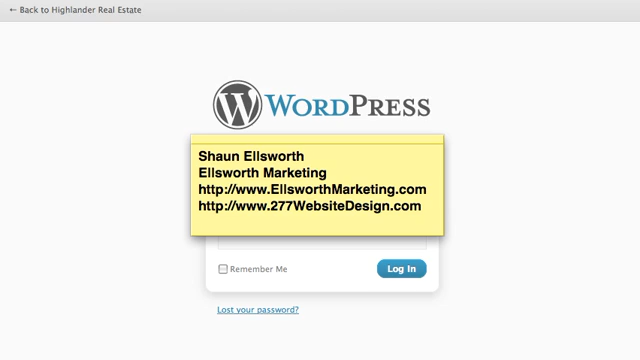 ← Back to Highlander Real Estate
WORDPRESS
Shaun Ellsworth
Ellsworth Marketing
http://www.EllsworthMarketing.com
http://www.277WebsiteDesign.com
Remember Me
Log In
Lost your password?